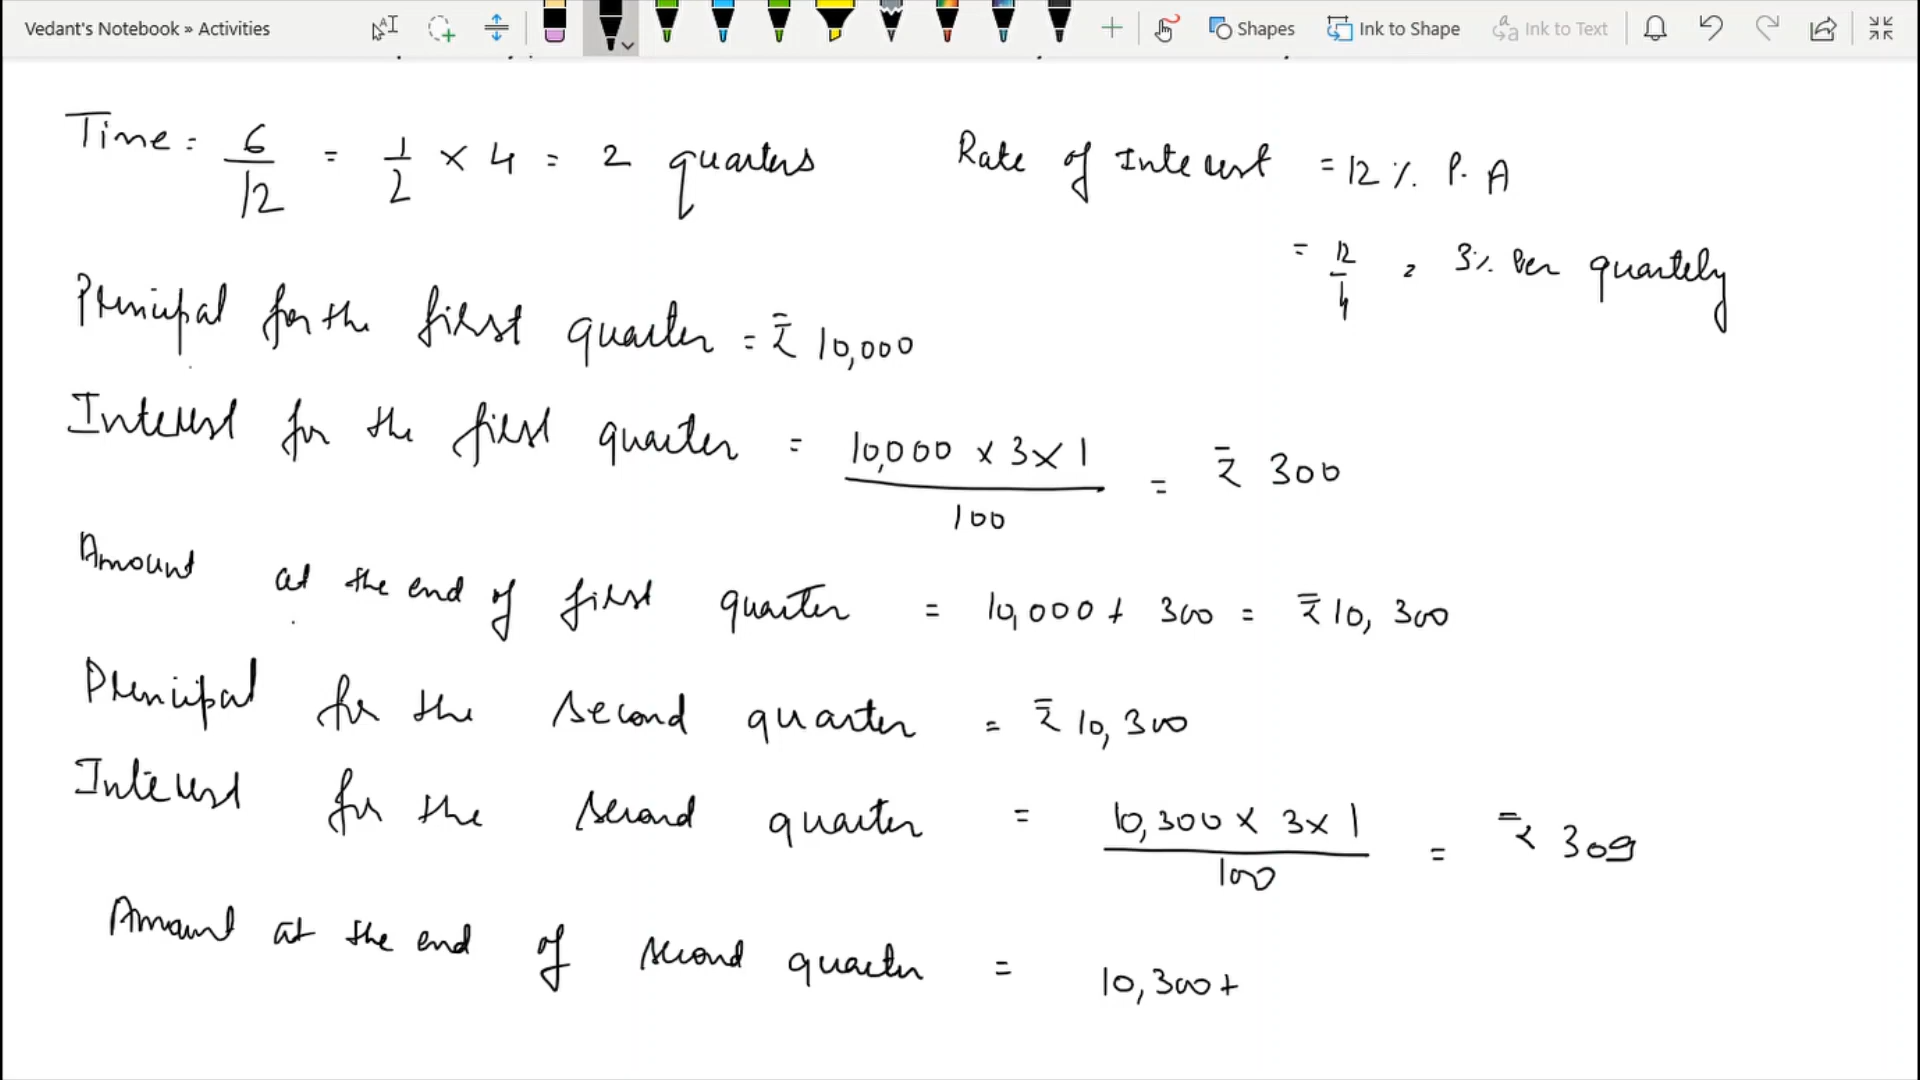 Vedant's Notebook » Activities
Shapes
Ink to Shape
Ink to Text
Time = 6/12 = 1/2 × 4 = 2 quarters
Rate of Interest = 12 % P. A
= 12/4 = 3% Per quartely
Principal for the first quarter = ₹ 10,000
Interest for the first quarter = 10,000 × 3 × 1 / 100 = ₹ 300
Amount at the end of first quarter = 10,000 + 300 = ₹ 10,300
Principal for the second quarter = ₹ 10,300
Interest for the second quarter = 10,300 × 3 × 1 / 100 = ₹ 309
Amount at the end of second quarter = 10,300 +